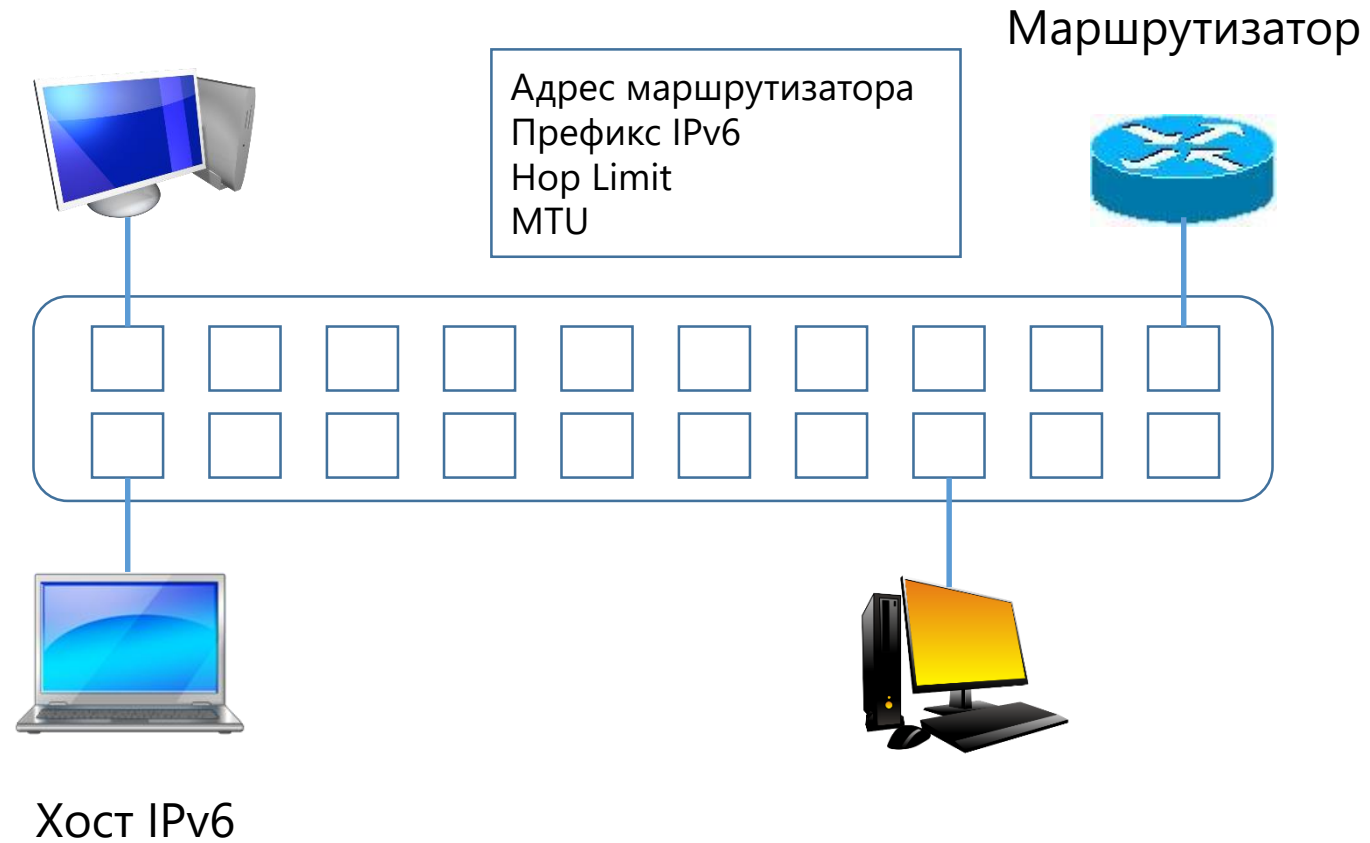 Маршрутизатор
Адрес маршрутизатора
Префикс IPv6
Hop Limit
MTU
Хост IPv6